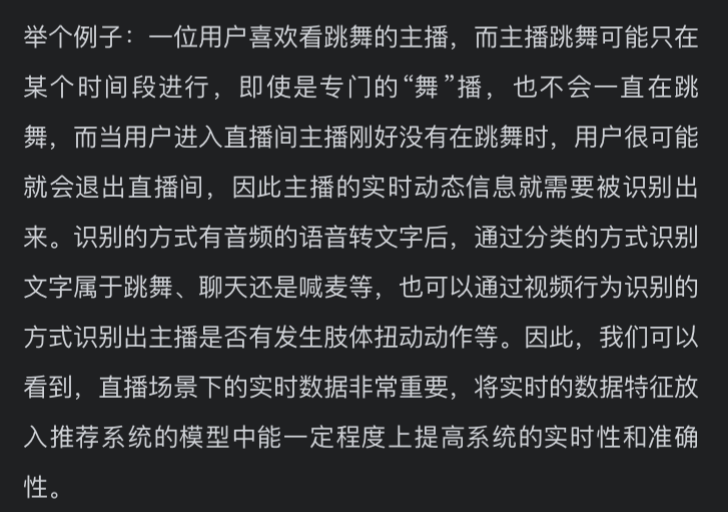 举个例子：一位用户喜欢看跳舞的主播，而主播跳舞可能只在
某个时间段进行，即使是专门的“舞”播，也不会一直在跳
舞，而当用户进入直播间主播刚好没有在跳舞时，用户很可能
就会退出直播间，因此主播的实时动态信息就需要被识别出
来。识别的方式有音频的语音转文字后，通过分类的方式识别
文字属于跳舞、聊天还是喊麦等，也可以通过视频行为识别的
方式识别出主播是否有发生肢体扭动动作等。因此，我们可以
看到，直播场景下的实时数据非常重要，将实时的数据特征放
入推荐系统的模型中能一定程度上提高系统的实时性和准确
性。